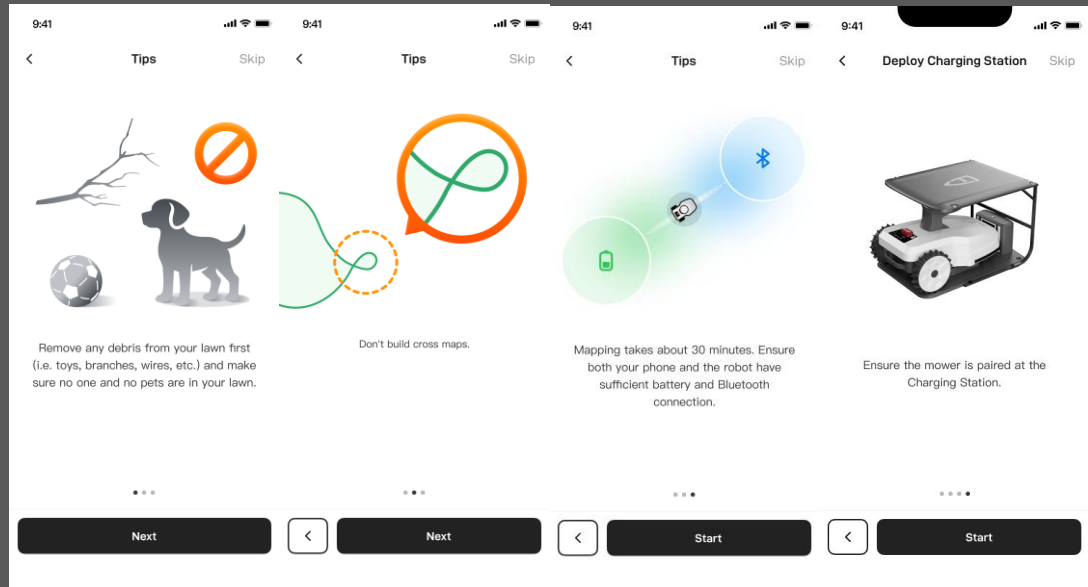 9:41
Tips
Skip
Remove any debris from your lawn first
(i.e. toys, branches, wires, etc.) and make
sure no one and no pets are in your lawn.
Next
9:41
Tips
Skip
Don't build cross maps.
Next
9:41
Tips
Skip
Mapping takes about 30 minutes. Ensure
both your phone and the robot have
sufficient battery and Bluetooth
connection.
Start
9:41
Deploy Charging Station
Skip
Ensure the mower is paired at the
Charging Station.
Start